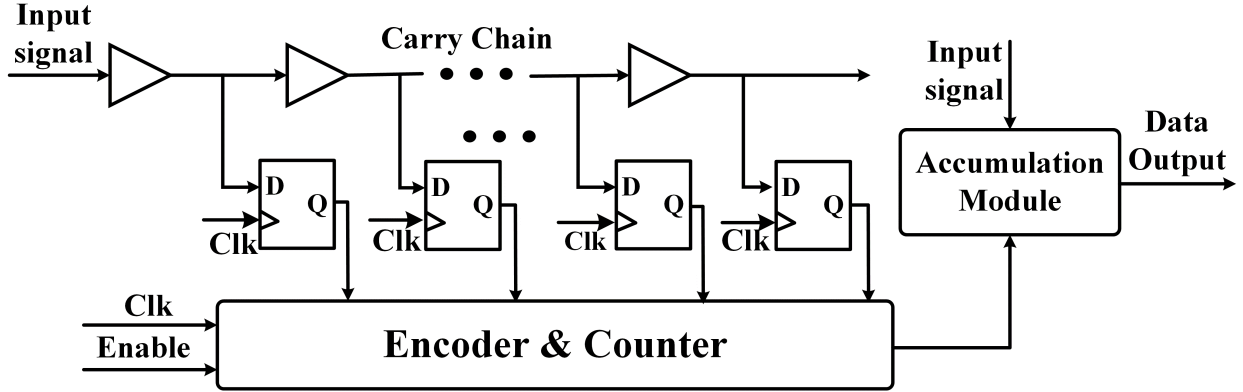 Input
signal
Carry Chain
Input
signal
Accumulation
Module
Data
Output
D
Q
Clk
D
Q
Clk
D
Q
Clk
D
Q
Clk
Clk
Enable
Encoder & Counter